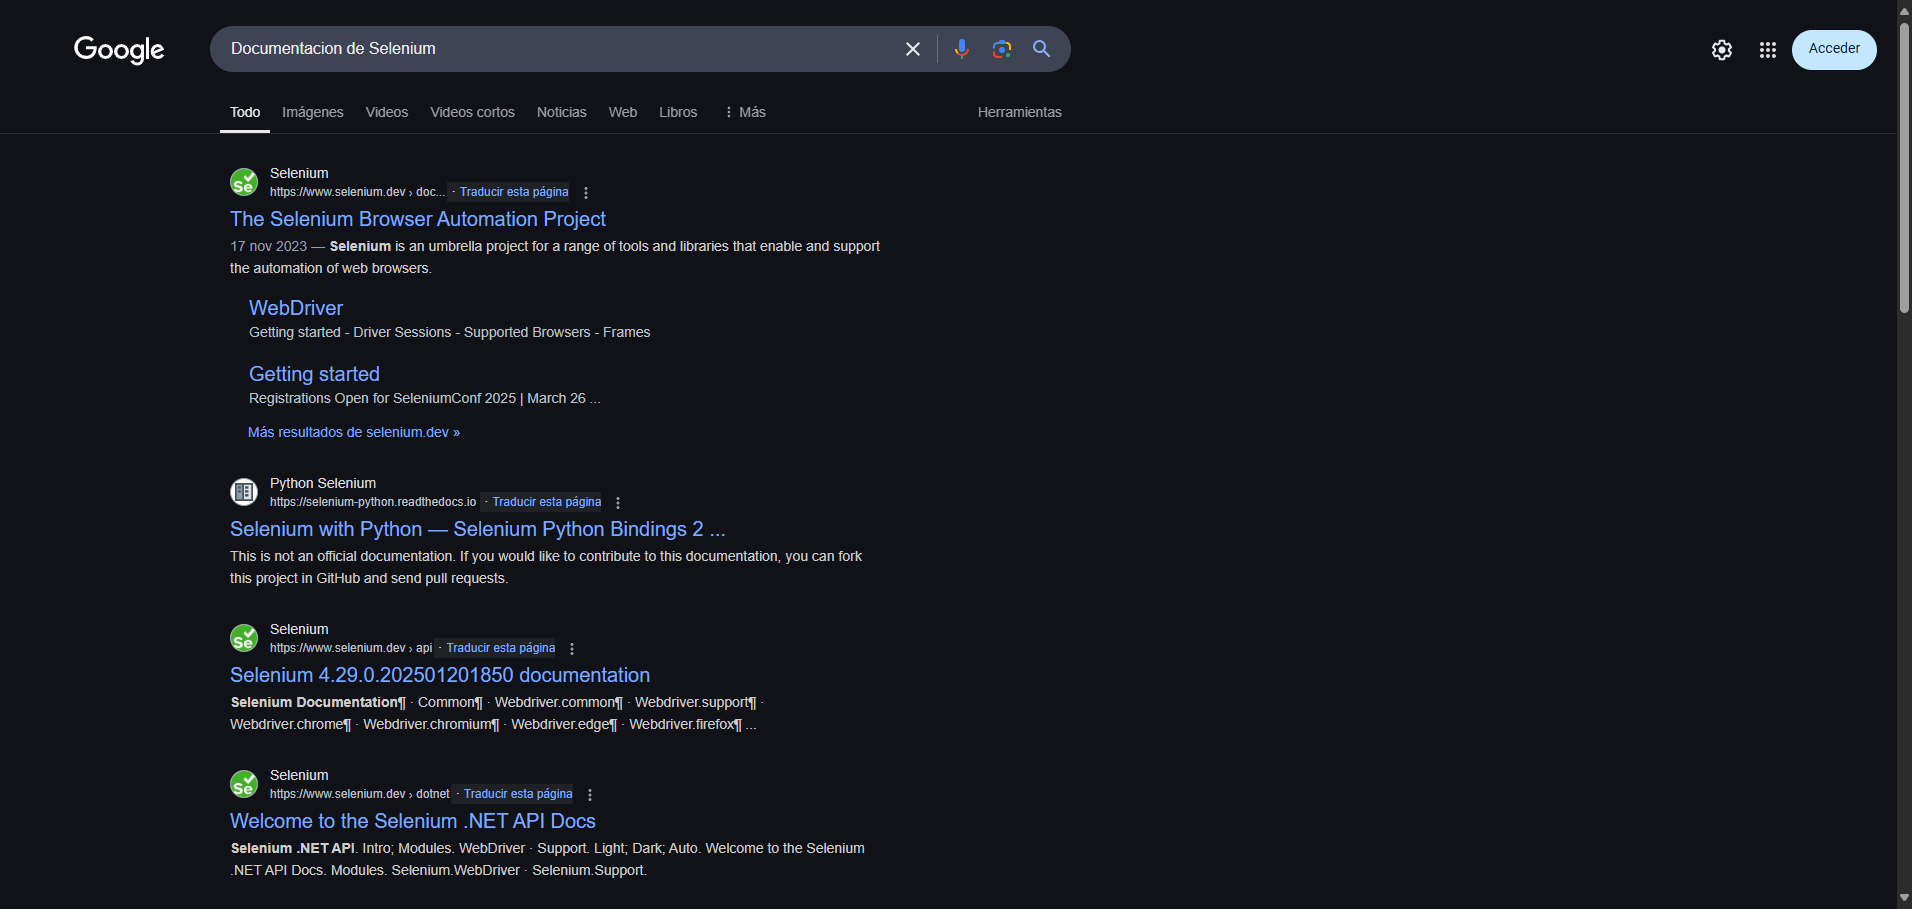 Google
Documentacion de Selenium
Acceder
Todo Imágenes Videos Videos cortos Noticias Web Libros Más Herramientas
Selenium
https://www.selenium.dev › doc... · Traducir esta página
The Selenium Browser Automation Project
17 nov 2023 — Selenium is an umbrella project for a range of tools and libraries that enable and support
the automation of web browsers.
WebDriver
Getting started - Driver Sessions - Supported Browsers - Frames
Getting started
Registrations Open for SeleniumConf 2025 | March 26 ...
Más resultados de selenium.dev »
Python Selenium
https://selenium-python.readthedocs.io · Traducir esta página
Selenium with Python — Selenium Python Bindings 2 ...
This is not an official documentation. If you would like to contribute to this documentation, you can fork
this project in GitHub and send pull requests.
Se
Selenium
https://www.selenium.dev › api · Traducir esta página
Selenium 4.29.0.202501201850 documentation
Selenium Documentation¶ · Common¶ · Webdriver.common¶ · Webdriver.support¶ ·
Webdriver.chrome¶ · Webdriver.chromium¶ · Webdriver.edge¶ · Webdriver.firefox¶ ...
Se
Selenium
https://www.selenium.dev › dotnet · Traducir esta página
Welcome to the Selenium .NET API Docs
Selenium .NET API. Intro; Modules. WebDriver · Support. Light; Dark; Auto. Welcome to the Selenium
.NET API Docs. Modules. Selenium.WebDriver · Selenium.Support.